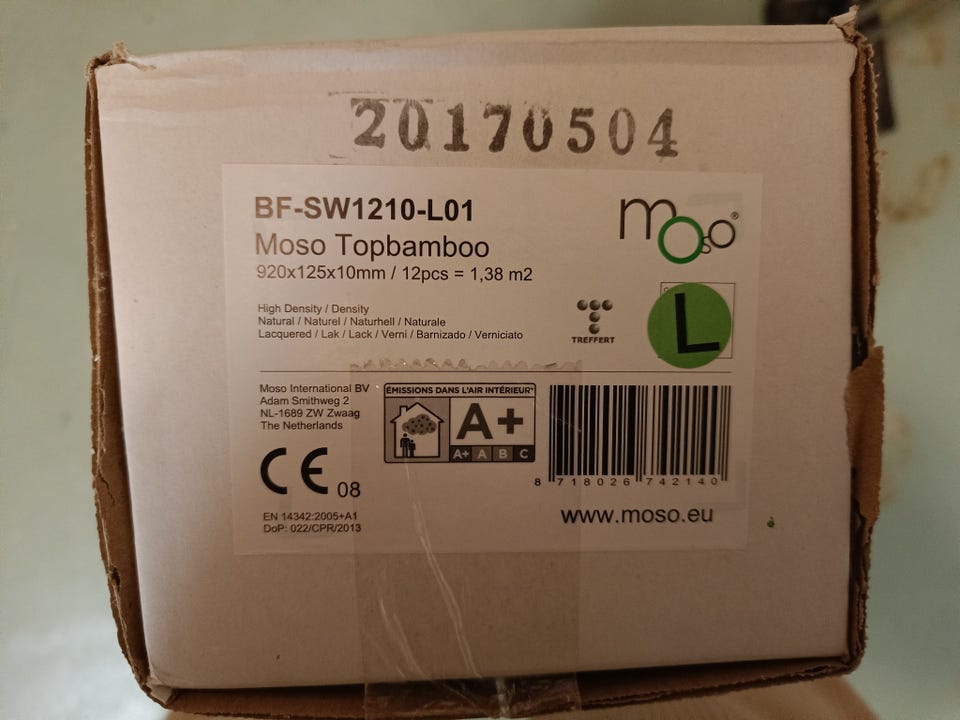 20170504
BF-SW1210-L01
Moso Topbamboo
920x125x10mm / 12pcs = 1,38 m2
moso®
High Density / Density
Natural / Naturel / Naturhell / Naturale
Lacquered / Lak / Lack / Verni / Barnizado / Verniciato
TREFFERT
L
Moso International BV
Adam Smithweg 2
NL-1689 ZW Zwaag
The Netherlands
CE 08
EN 14342:2005+A1
DoP: 022/CPR/2013
ÉMISSIONS DANS L'AIR INTÉRIEUR*
A+
A+ A B C
8 718026 742140
www.moso.eu